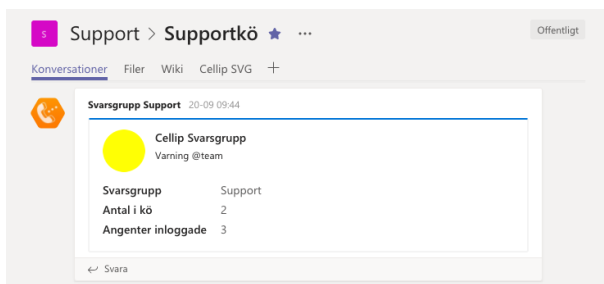 S Support > Supportkö ★ ···
Offentligt
Konversationer Filer Wiki Cellip SVG +
Svarsgrupp Support 20-09 09:44
Cellip Svarsgrupp
Varning @team
Svarsgrupp Support
Antal i kö 2
Angenter inloggade 3
Svara